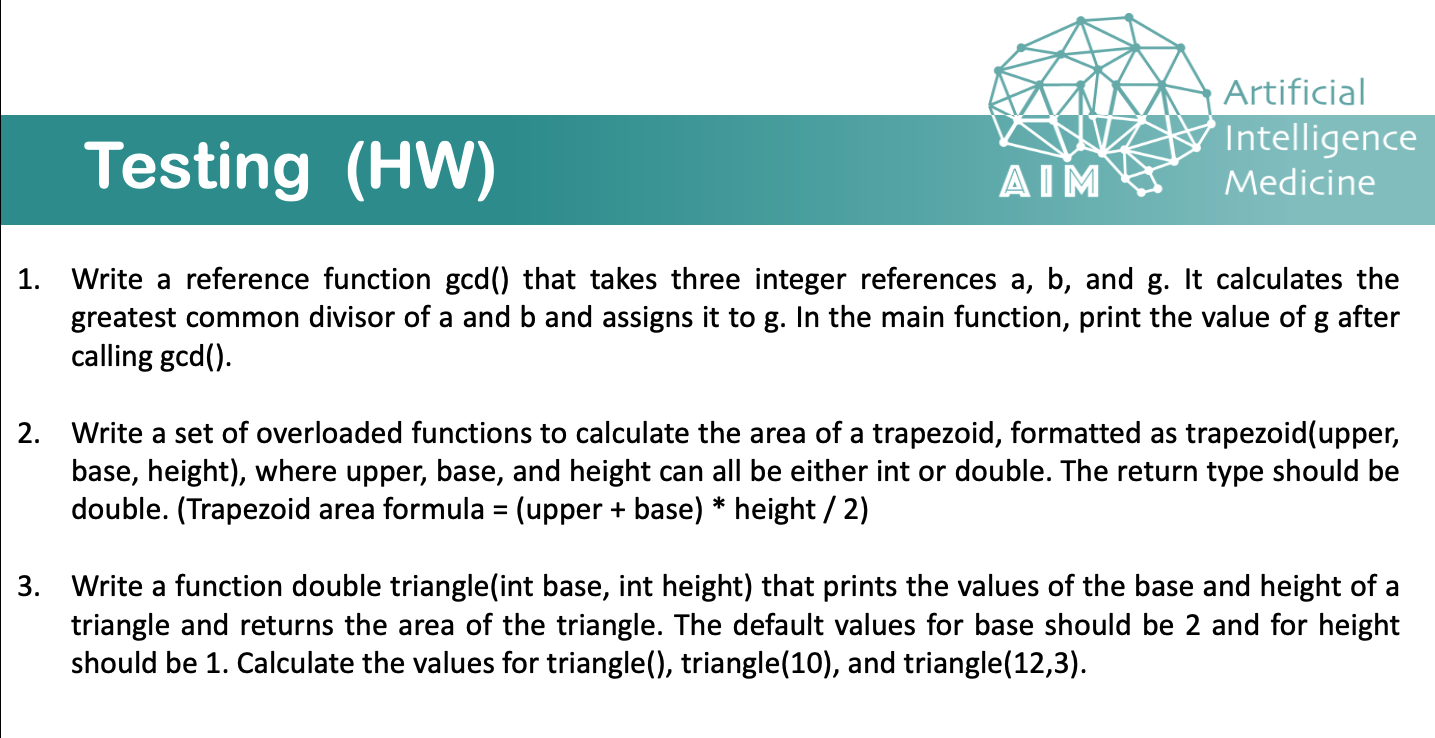 Artificial
Intelligence
Medicine
AIM
Testing (HW)
1. Write a reference function gcd() that takes three integer references a, b, and g. It calculates the
greatest common divisor of a and b and assigns it to g. In the main function, print the value of g after
calling gcd().
2. Write a set of overloaded functions to calculate the area of a trapezoid, formatted as trapezoid(upper,
base, height), where upper, base, and height can all be either int or double. The return type should be
double. (Trapezoid area formula = (upper + base) * height / 2)
3. Write a function double triangle(int base, int height) that prints the values of the base and height of a
triangle and returns the area of the triangle. The default values for base should be 2 and for height
should be 1. Calculate the values for triangle(), triangle(10), and triangle(12,3).